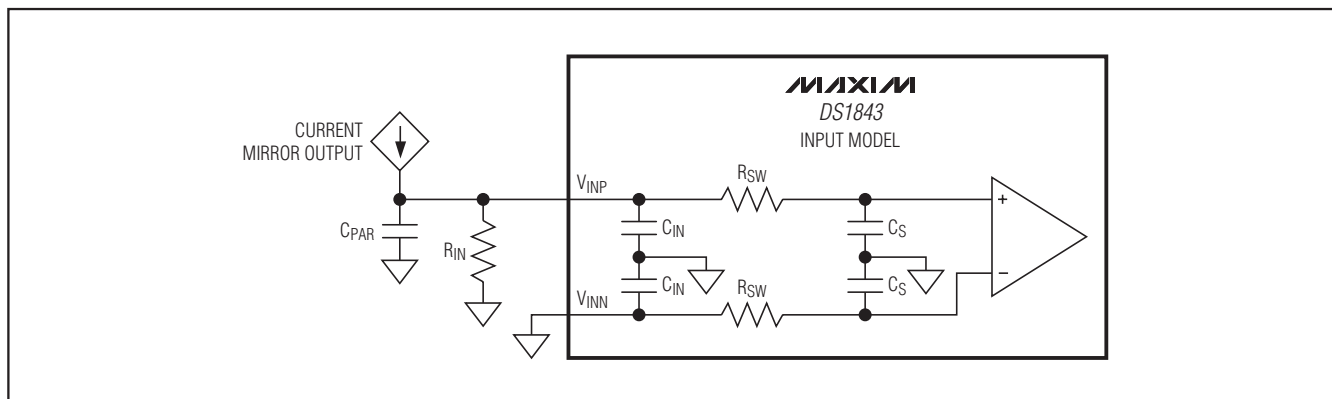 MAXIM
DS1843
INPUT MODEL
CURRENT
MIRROR OUTPUT
VINP
RSW
CPAR
RIN
CIN
CS
+
CIN
CS
−
VINN
RSW